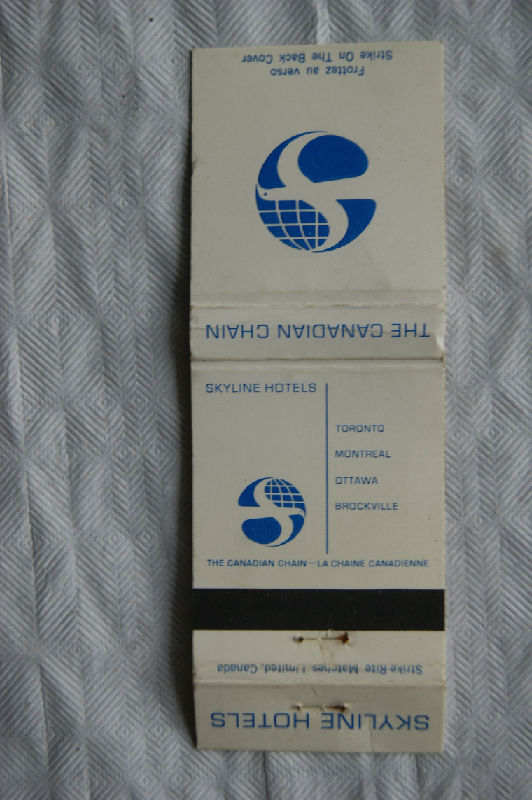 Strike On The Back Cover
Frottez au verso
THE CANADIAN CHAIN
SKYLINE HOTELS
TORONTO
MONTREAL
OTTAWA
BROCKVILLE
THE CANADIAN CHAIN — LA CHAINE CANADIENNE
Strike-Rite Matches Limited, Canada
SKYLINE HOTELS